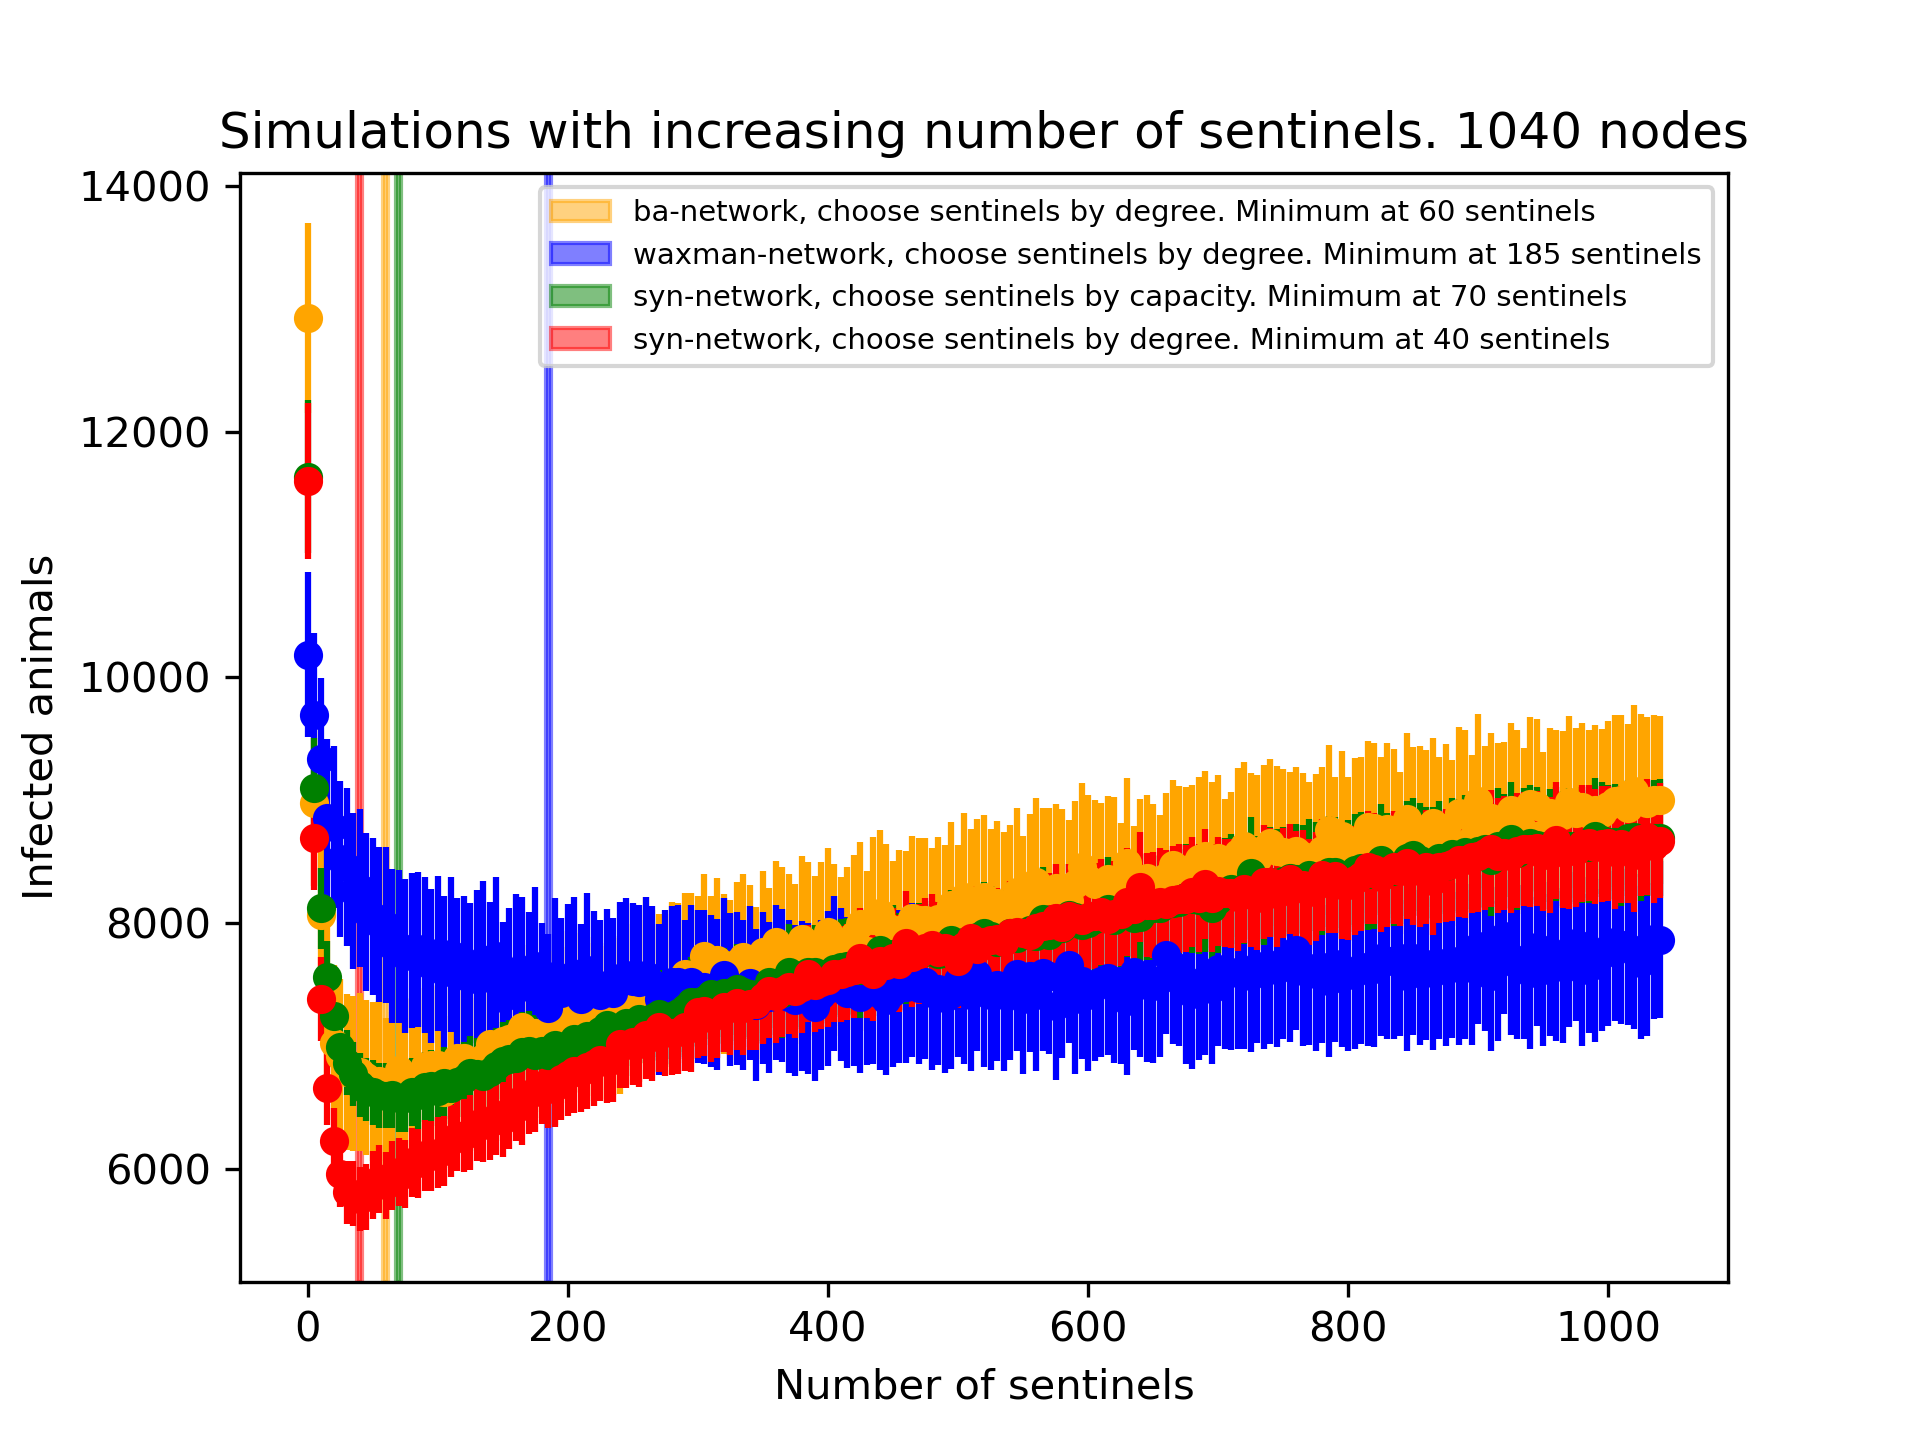 Simulations with increasing number of sentinels. 1040 nodes
14000
12000
10000
8000
6000
Infected animals
ba-network, choose sentinels by degree. Minimum at 60 sentinels
waxman-network, choose sentinels by degree. Minimum at 185 sentinels
syn-network, choose sentinels by capacity. Minimum at 70 sentinels
syn-network, choose sentinels by degree. Minimum at 40 sentinels
0 200 400 600 800 1000
Number of sentinels